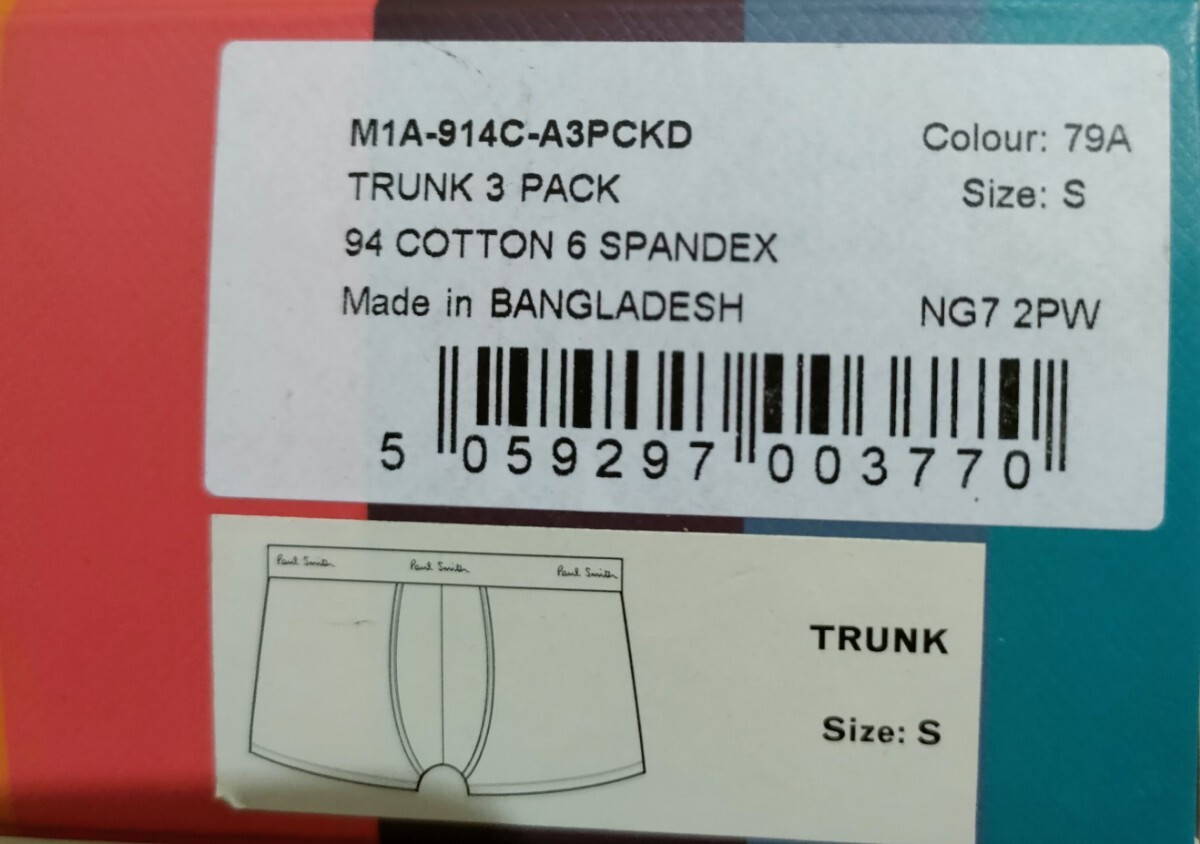 M1A-914C-A3PCKD
Colour: 79A
TRUNK 3 PACK
Size: S
94 COTTON 6 SPANDEX
Made in BANGLADESH
NG7 2PW
5 059297 003770
Paul Smith Paul Smith Paul Smith
TRUNK
Size: S